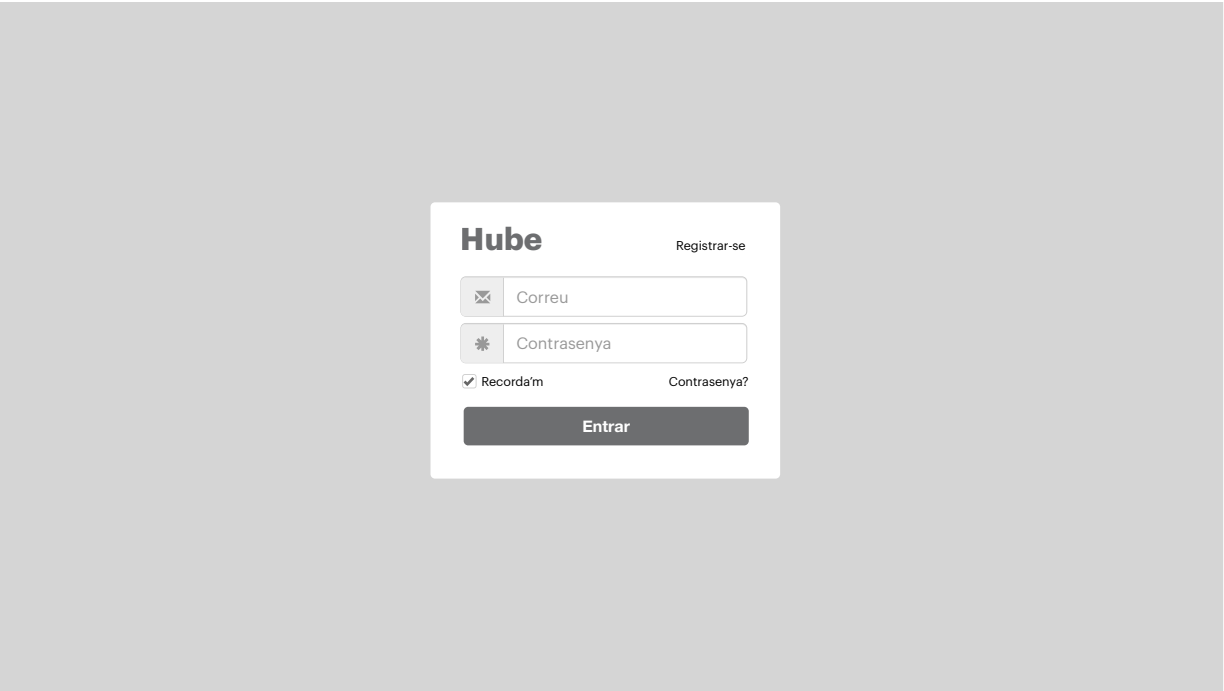 Hube
Registrar-se
Correu
Contrasenya
Recorda’m
Contrasenya?
Entrar